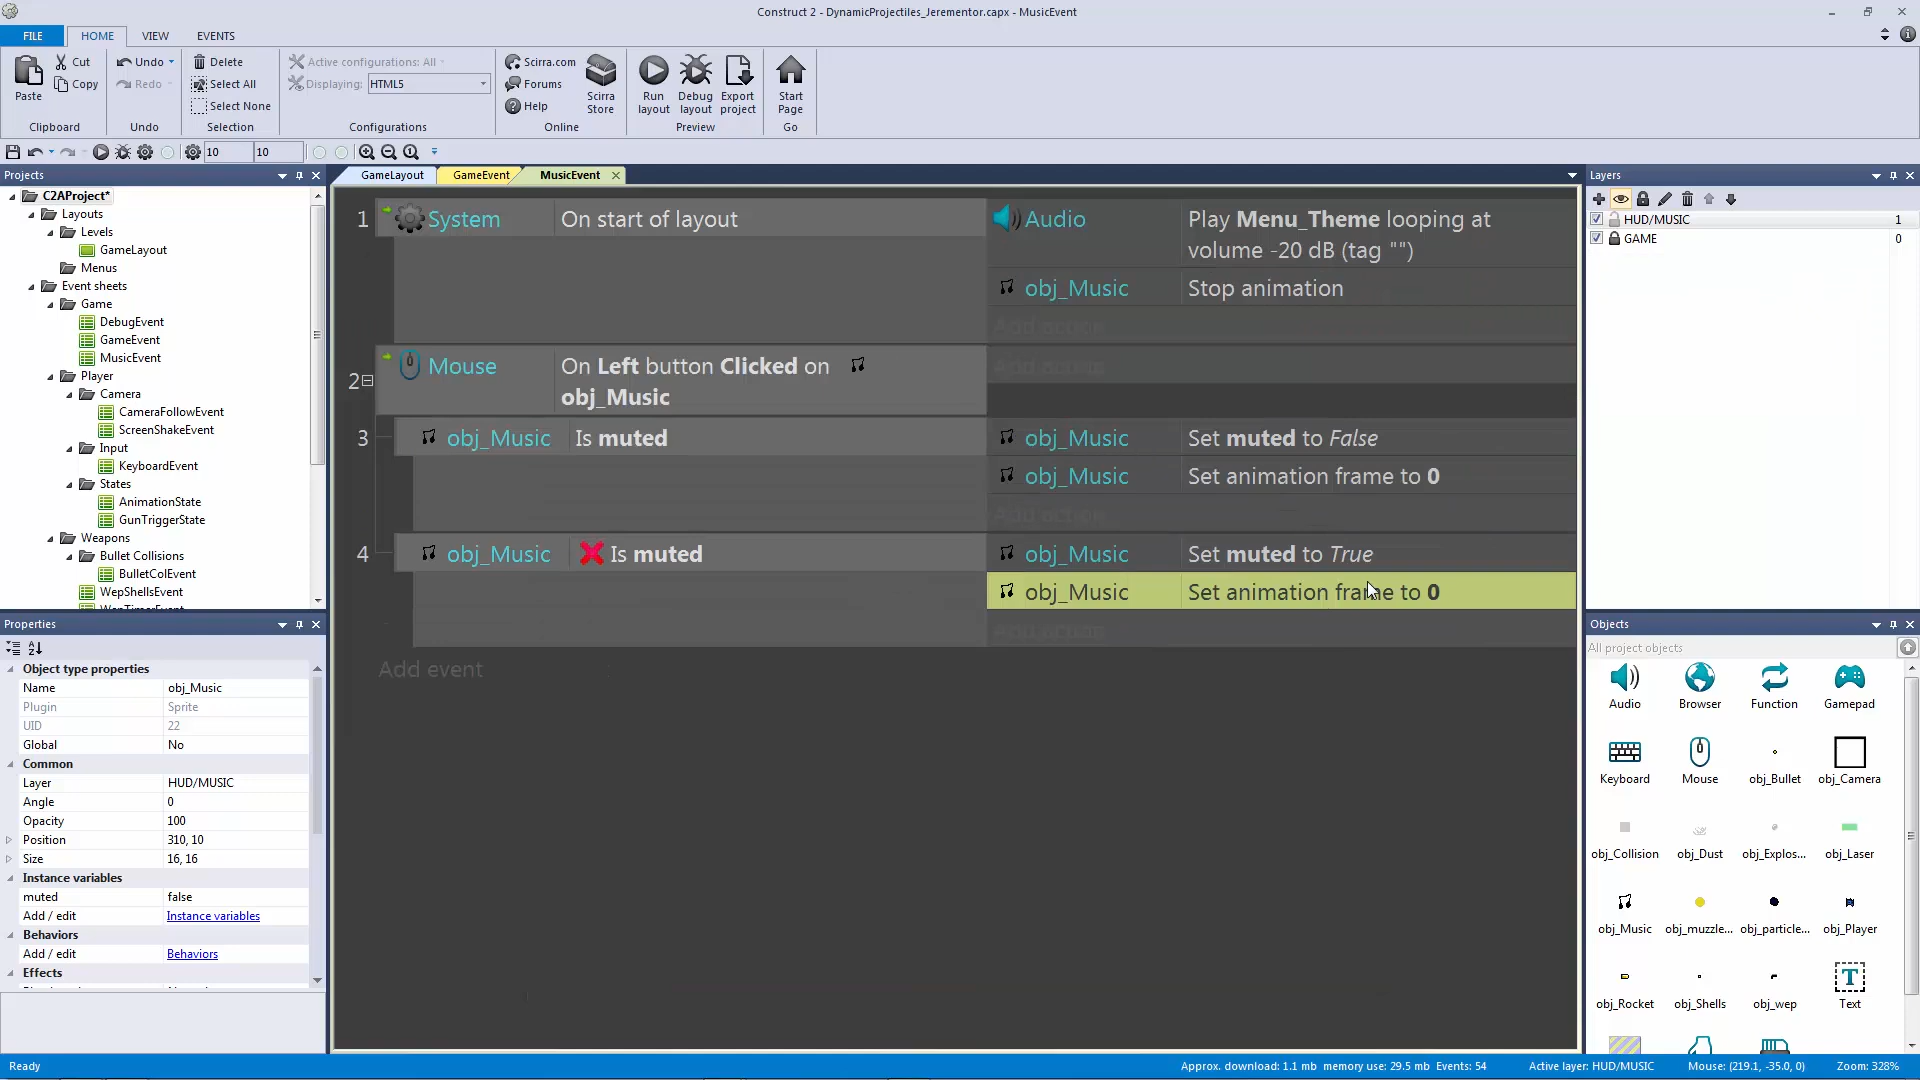 Construct 2 - DynamicProjectiles_Jerementor.capx - MusicEvent
FILE HOME VIEW EVENTS
Paste Cut Copy Clipboard
Undo Redo Undo
Delete Select All Select None Selection
Active configurations: All
Displaying: HTML5
Configurations
Scirra.com Forums Help Scirra Store Online
Run layout Debug layout Export project Preview
Start Page Go
10 10
Projects
C2AProject*
Layouts
Levels
GameLayout
Menus
Event sheets
Game
DebugEvent
GameEvent
MusicEvent
Player
Camera
CameraFollowEvent
ScreenShakeEvent
Input
KeyboardEvent
States
AnimationState
GunTriggerState
Weapons
Bullet Collisions
BulletColEvent
WepShellsEvent
WepTimerEvent
Properties
Object type properties
Name obj_Music
Plugin Sprite
UID 22
Global No
Common
Layer HUD/MUSIC
Angle 0
Opacity 100
Position 310, 10
Size 16, 16
Instance variables
muted false
Add / edit Instance variables
Behaviors
Add / edit Behaviors
Effects
GameLayout GameEvent MusicEvent
1 System On start of layout Audio Play Menu_Theme looping at
volume -20 dB (tag "")
obj_Music Stop animation
Add action
2 Mouse On Left button Clicked on
obj_Music
Add action
3 obj_Music Is muted obj_Music Set muted to False
obj_Music Set animation frame to 0
Add action
4 obj_Music Is muted obj_Music Set muted to True
obj_Music Set animation frame to 0
Add action
Add event
Layers
HUD/MUSIC 1
GAME 0
Objects
All project objects
Audio Browser Function Gamepad
Keyboard Mouse obj_Bullet obj_Camera
obj_Collision obj_Dust obj_Explos... obj_Laser
obj_Music obj_muzzle... obj_particle... obj_Player
obj_Rocket obj_Shells obj_wep Text
Ready Approx. download: 1.1 mb memory use: 29.5 mb Events: 54 Active layer: HUD/MUSIC Mouse: (219.1, -35.0, 0) Zoom: 328%